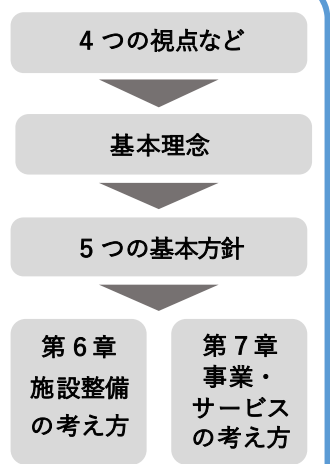 4つの視点など
基本理念
5つの基本方針
第6章
施設整備
の考え方
第7章
事業・
サービス
の考え方